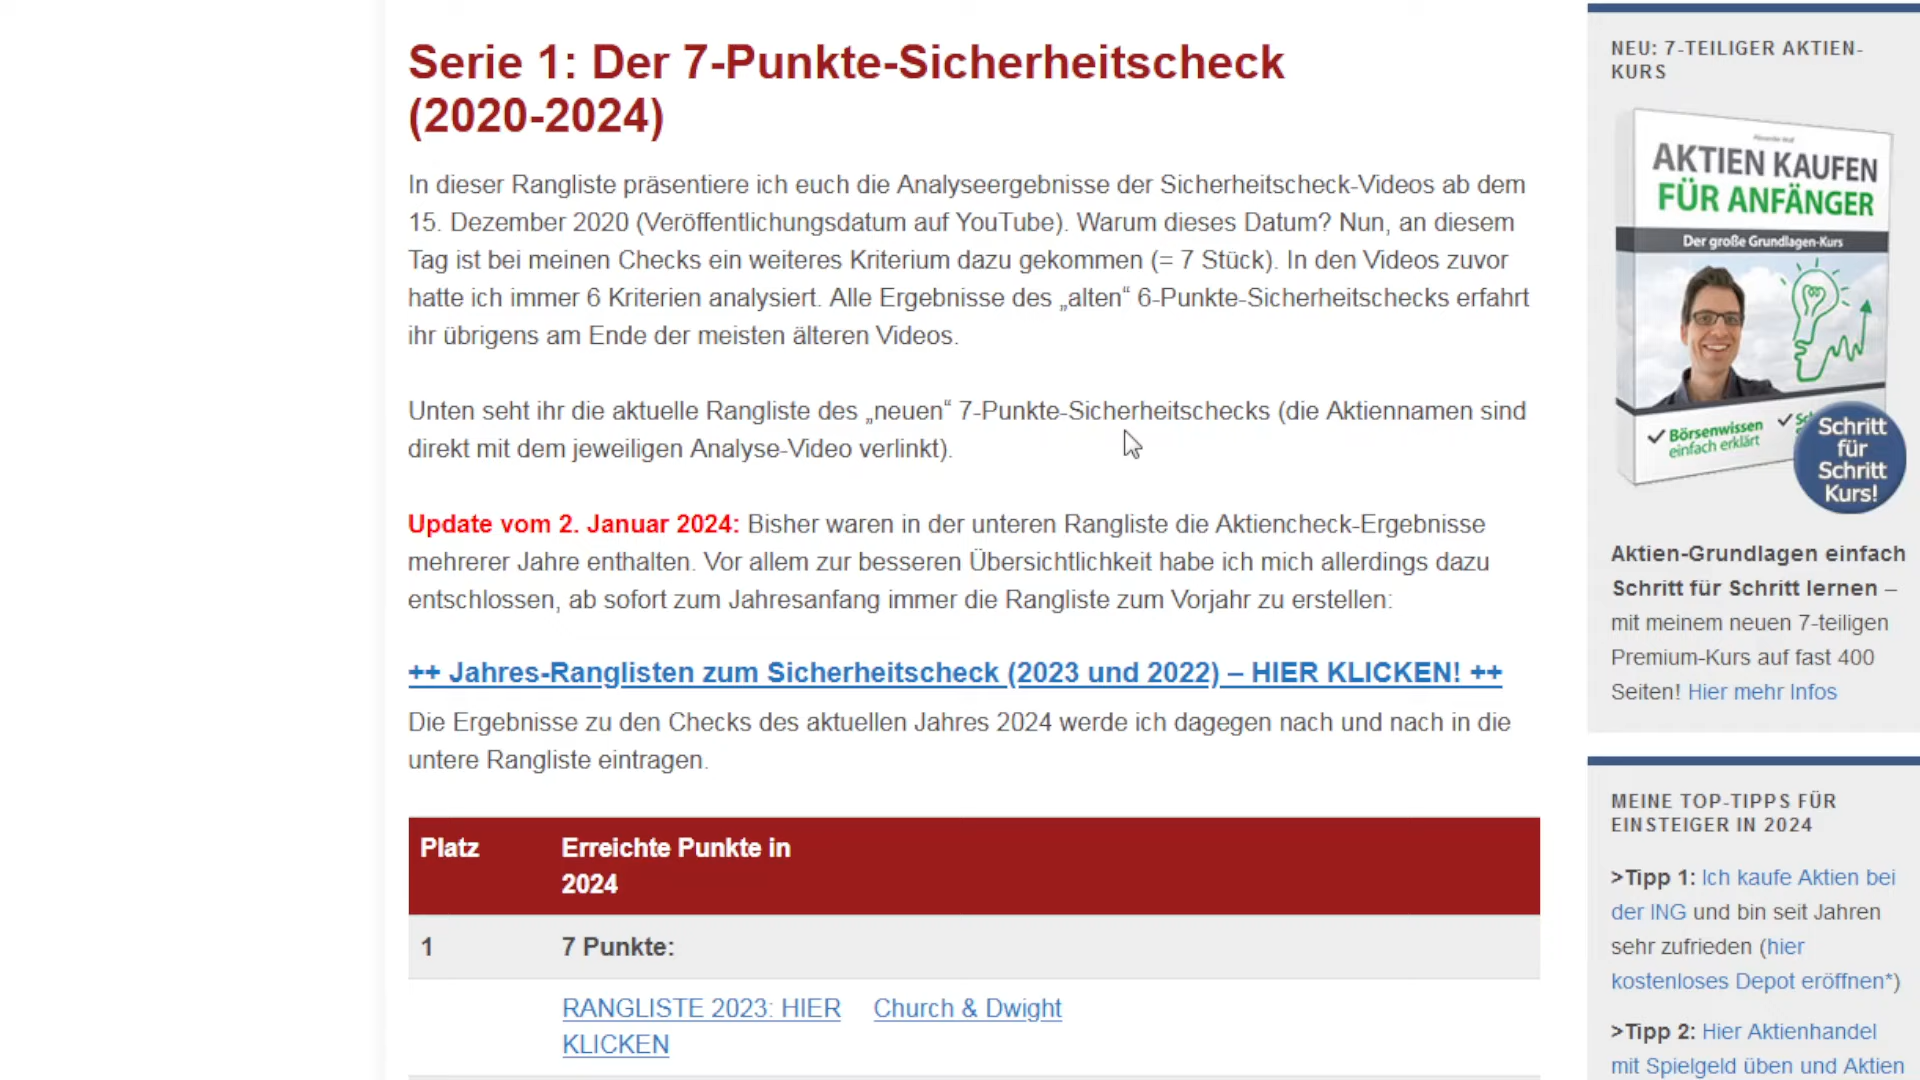 Serie 1: Der 7-Punkte-Sicherheitscheck
(2020-2024)
In dieser Rangliste präsentiere ich euch die Analyseergebnisse der Sicherheitscheck-Videos ab dem
15. Dezember 2020 (Veröffentlichungsdatum auf YouTube). Warum dieses Datum? Nun, an diesem
Tag ist bei meinen Checks ein weiteres Kriterium dazu gekommen (= 7 Stück). In den Videos zuvor
hatte ich immer 6 Kriterien analysiert. Alle Ergebnisse des „alten“ 6-Punkte-Sicherheitschecks erfahrt
ihr übrigens am Ende der meisten älteren Videos.
Unten seht ihr die aktuelle Rangliste des „neuen“ 7-Punkte-Sicherheitschecks (die Aktiennamen sind
direkt mit dem jeweiligen Analyse-Video verlinkt).
Update vom 2. Januar 2024: Bisher waren in der unteren Rangliste die Aktiencheck-Ergebnisse
mehrerer Jahre enthalten. Vor allem zur besseren Übersichtlichkeit habe ich mich allerdings dazu
entschlossen, ab sofort zum Jahresanfang immer die Rangliste zum Vorjahr zu erstellen:
++ Jahres-Ranglisten zum Sicherheitscheck (2023 und 2022) – HIER KLICKEN! ++
Die Ergebnisse zu den Checks des aktuellen Jahres 2024 werde ich dagegen nach und nach in die
untere Rangliste eintragen.
Platz Erreichte Punkte in
2024
1 7 Punkte:
RANGLISTE 2023: HIER Church & Dwight
KLICKEN
NEU: 7-TEILIGER AKTIEN-
KURS
AKTIEN KAUFEN
FÜR ANFÄNGER
Der große Grundlagen-Kurs
Börsenwissen
einfach erklärt
Schritt
für
Schritt
Kurs!
Aktien-Grundlagen einfach
Schritt für Schritt lernen –
mit meinem neuen 7-teiligen
Premium-Kurs auf fast 400
Seiten! Hier mehr Infos
MEINE TOP-TIPPS FÜR
EINSTEIGER IN 2024
>Tipp 1: Ich kaufe Aktien bei
der ING und bin seit Jahren
sehr zufrieden (hier
kostenloses Depot eröffnen*)
>Tipp 2: Hier Aktienhandel
mit Spielgeld üben und Aktien